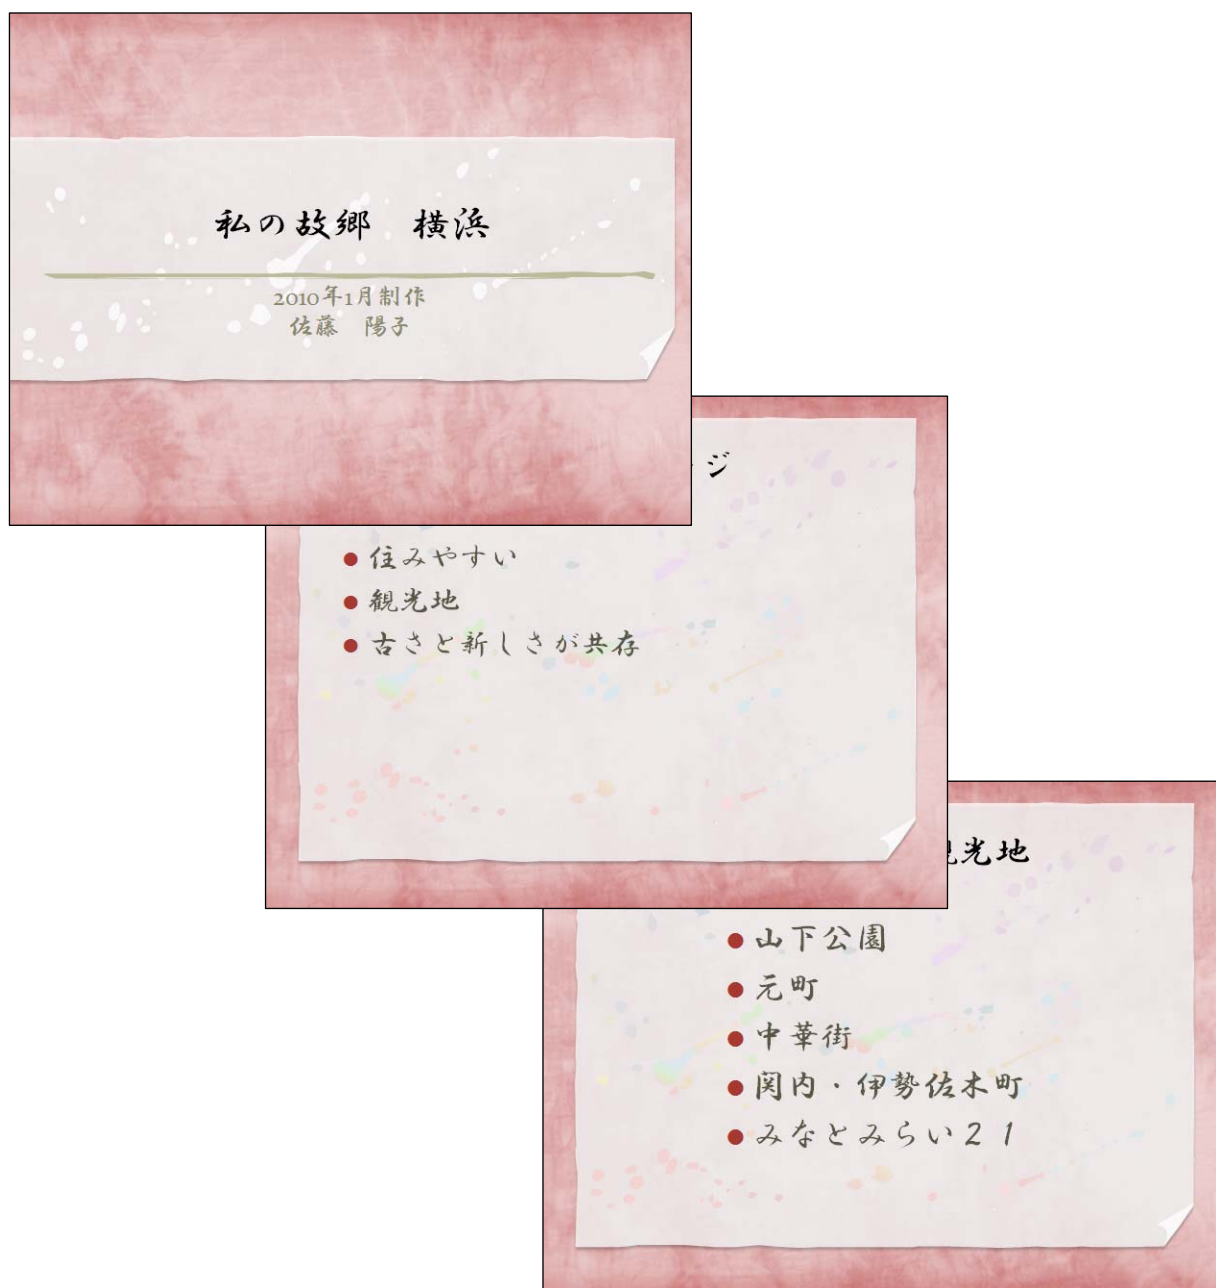 私の故郷　横浜
2010年1月制作
佐藤　陽子
ジ
● 住みやすい
● 観光地
● 古さと新しさが共存
光地
● 山下公園
● 元町
● 中華街
● 関内・伊勢佐木町
● みなとみらい２１